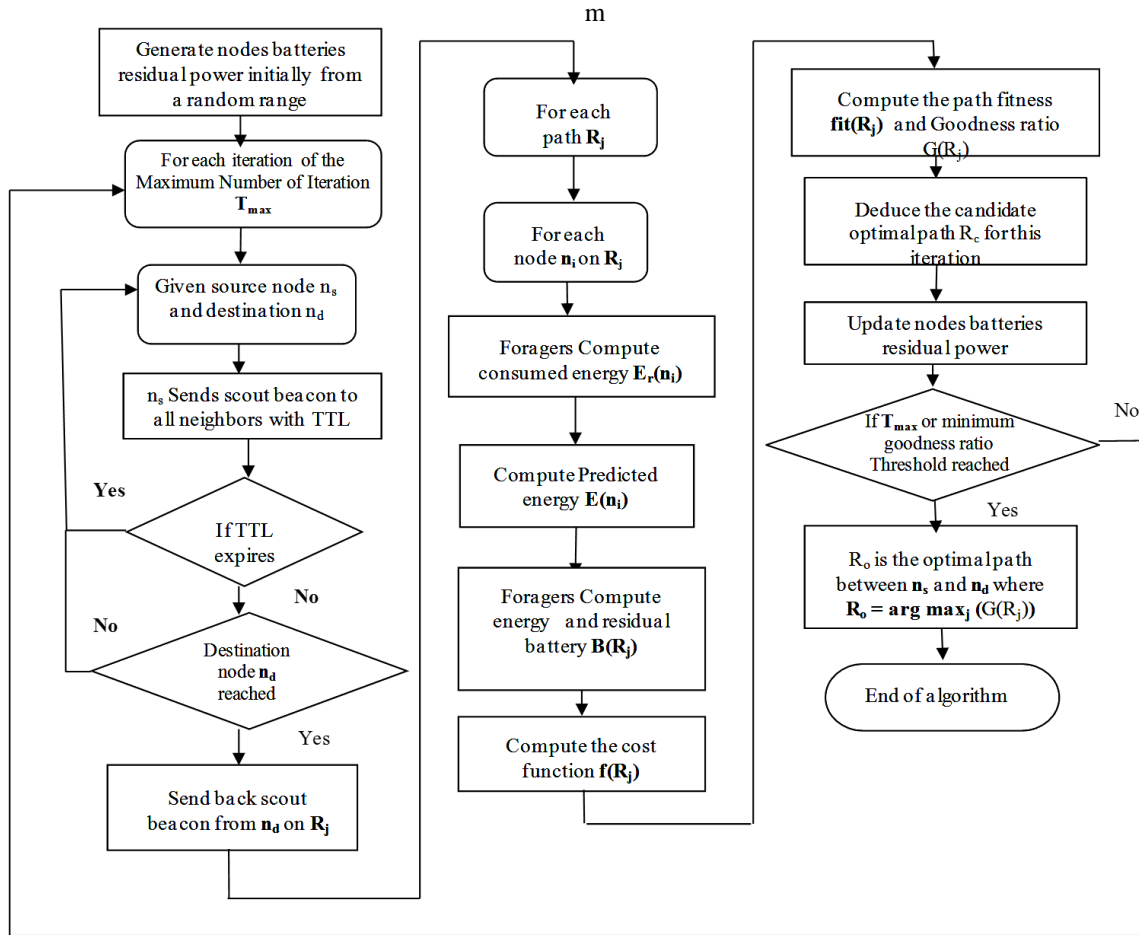 m
Generate nodes batteries
residual power initially from
a random range
For each iteration of the
Maximum Number of Iteration
Tmax
Given source node ns
and destination nd
ns Sends scout beacon to
all neighbors with TTL
Yes
If TTL
expires
No
No
Destination
node nd
reached
Yes
Send back scout
beacon from nd on Rj
For each
path Rj
For each
node ni on Rj
Foragers Compute
consumed energy Er(ni)
Compute Predicted
energy E(ni)
Foragers Compute
energy and residual
battery B(Rj)
Compute the cost
function f(Rj)
Compute the path fitness
fit(Rj) and Goodness ratio
G(Rj)
Deduce the candidate
optimal path Rc for this
iteration
Update nodes batteries
residual power
No
If Tmax or minimum
goodness ratio
Threshold reached
Yes
Ro is the optimal path
between ns and nd where
Ro = arg maxj (G(Rj))
End of algorithm